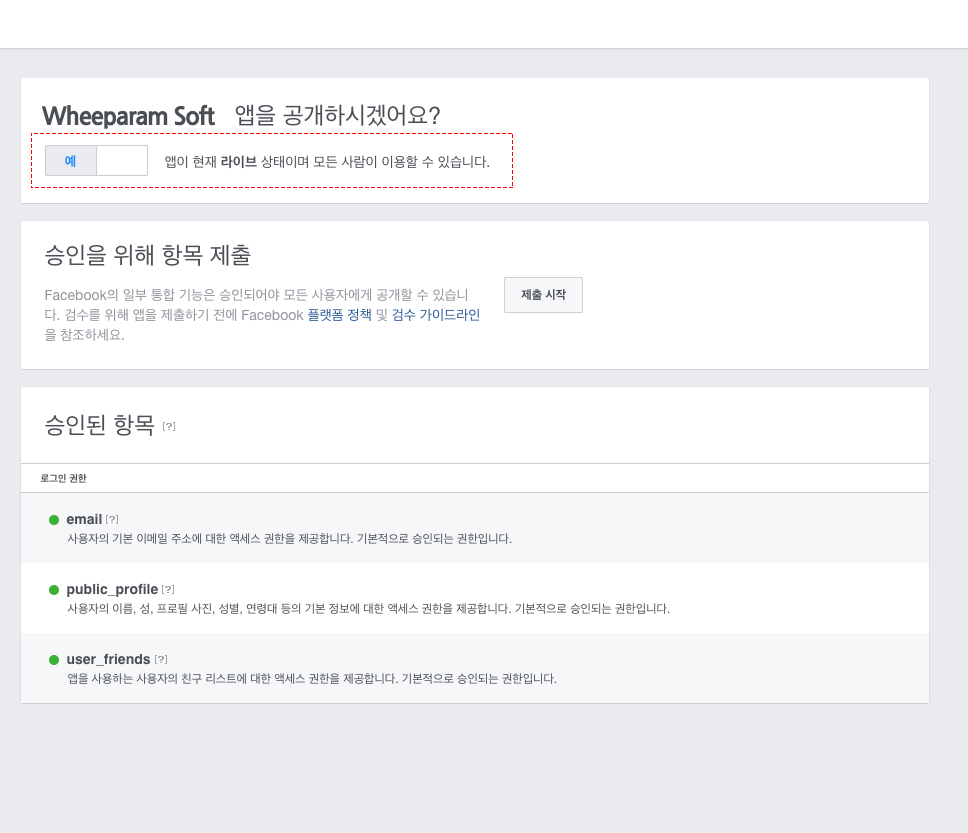 Wheeparam Soft 앱을 공개하시겠어요?
예 앱이 현재 라이브 상태이며 모든 사람이 이용할 수 있습니다.
승인을 위해 항목 제출
Facebook의 일부 통합 기능은 승인되어야 모든 사용자에게 공개할 수 있습니
다. 검수를 위해 앱을 제출하기 전에 Facebook 플랫폼 정책 및 검수 가이드라인
을 참조하세요.
제출 시작
승인된 항목 [?]
로그인 권한
email [?]
사용자의 기본 이메일 주소에 대한 액세스 권한을 제공합니다. 기본적으로 승인되는 권한입니다.
public_profile [?]
사용자의 이름, 성, 프로필 사진, 성별, 연령대 등의 기본 정보에 대한 액세스 권한을 제공합니다. 기본적으로 승인되는 권한입니다.
user_friends [?]
앱을 사용하는 사용자의 친구 리스트에 대한 액세스 권한을 제공합니다. 기본적으로 승인되는 권한입니다.